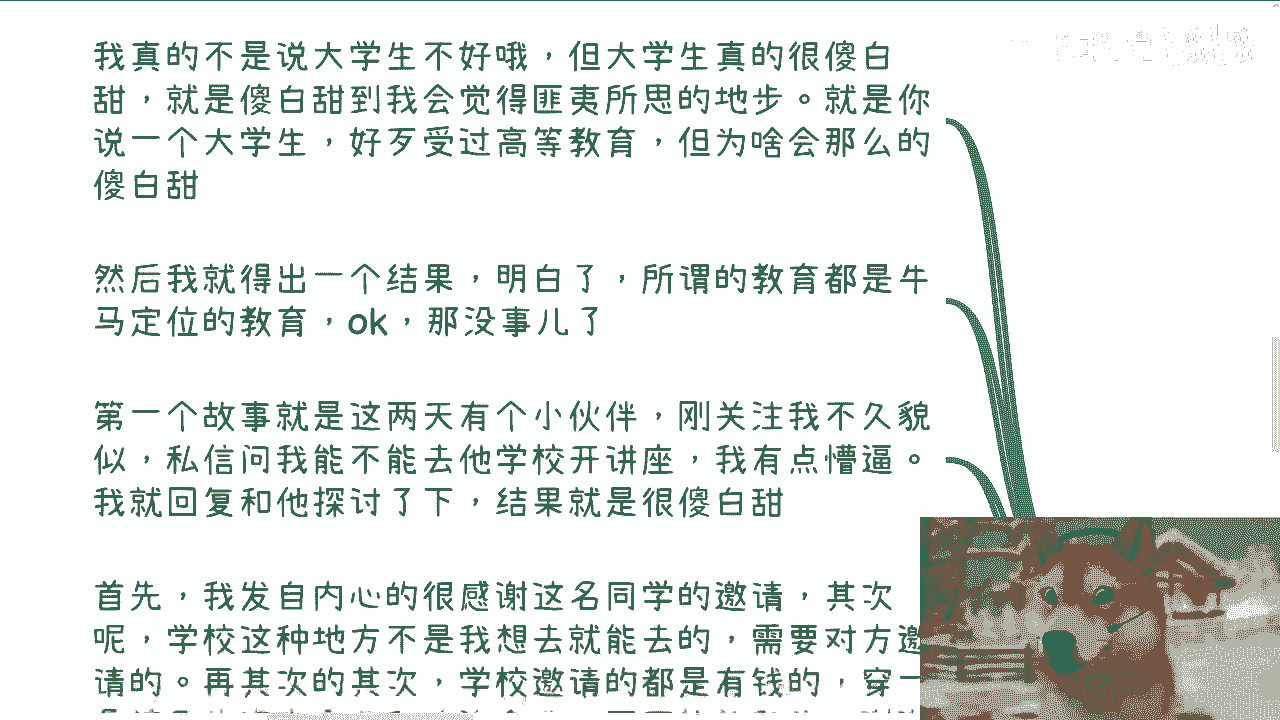 我真的不是说大学生不好哦，但大学生真的很傻白
甜，就是傻白甜到我会觉得匪夷所思的地步。就是你
说一个大学生，好歹受过高等教育，但为啥会那么的
傻白甜
然后我就得出一个结果，明白了，所谓的教育都是牛
马定位的教育，ok，那没事儿了
第一个故事就是这两天有个小伙伴，刚关注我不久貌
似，私信问我能不能去他学校开讲座，我有点懵逼。
我就回复和他探讨了下，结果就是很傻白甜
首先，我发自内心的很感谢这名同学的邀请，其次
呢，学校这种地方不是我想去就能去的，需要对方邀
请的。再其次的其次，学校邀请的都是有钱的，穿一